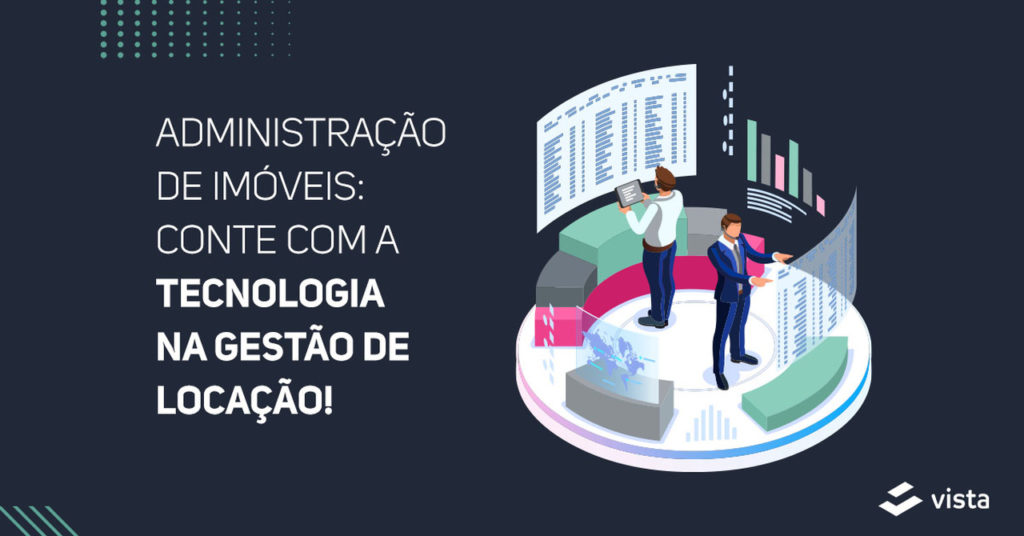 ADMINISTRAÇÃO
DE IMÓVEIS:
CONTE COM A
TECNOLOGIA
NA GESTÃO DE
LOCAÇÃO!
vista